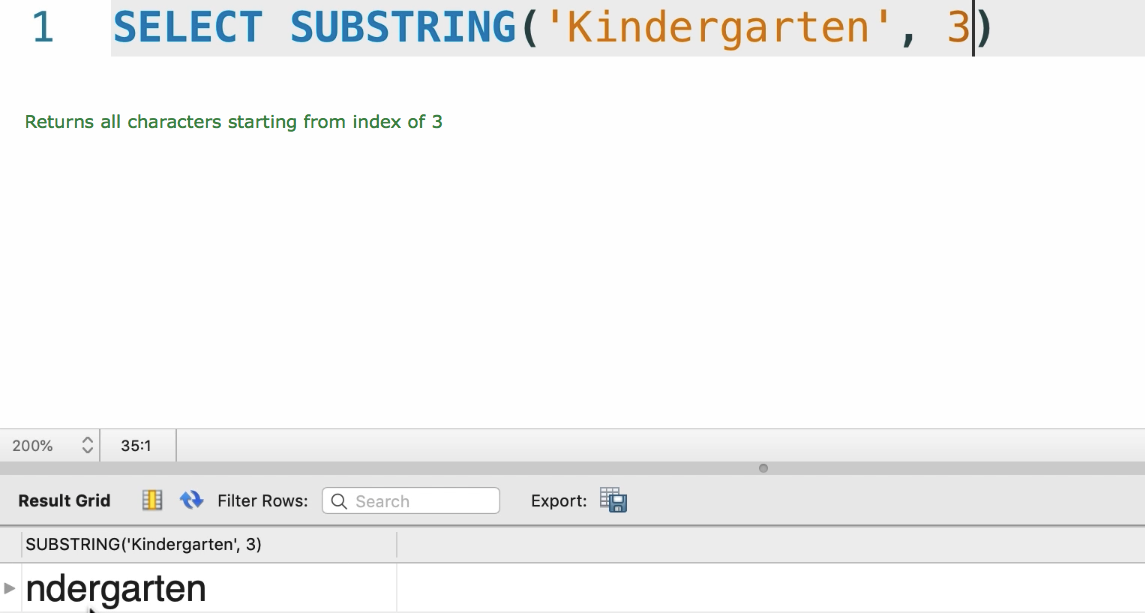 1 SELECT SUBSTRING('Kindergarten', 3)
Returns all characters starting from index of 3
200% 35:1
Result Grid Filter Rows: Search Export:
SUBSTRING('Kindergarten', 3)
ndergarten